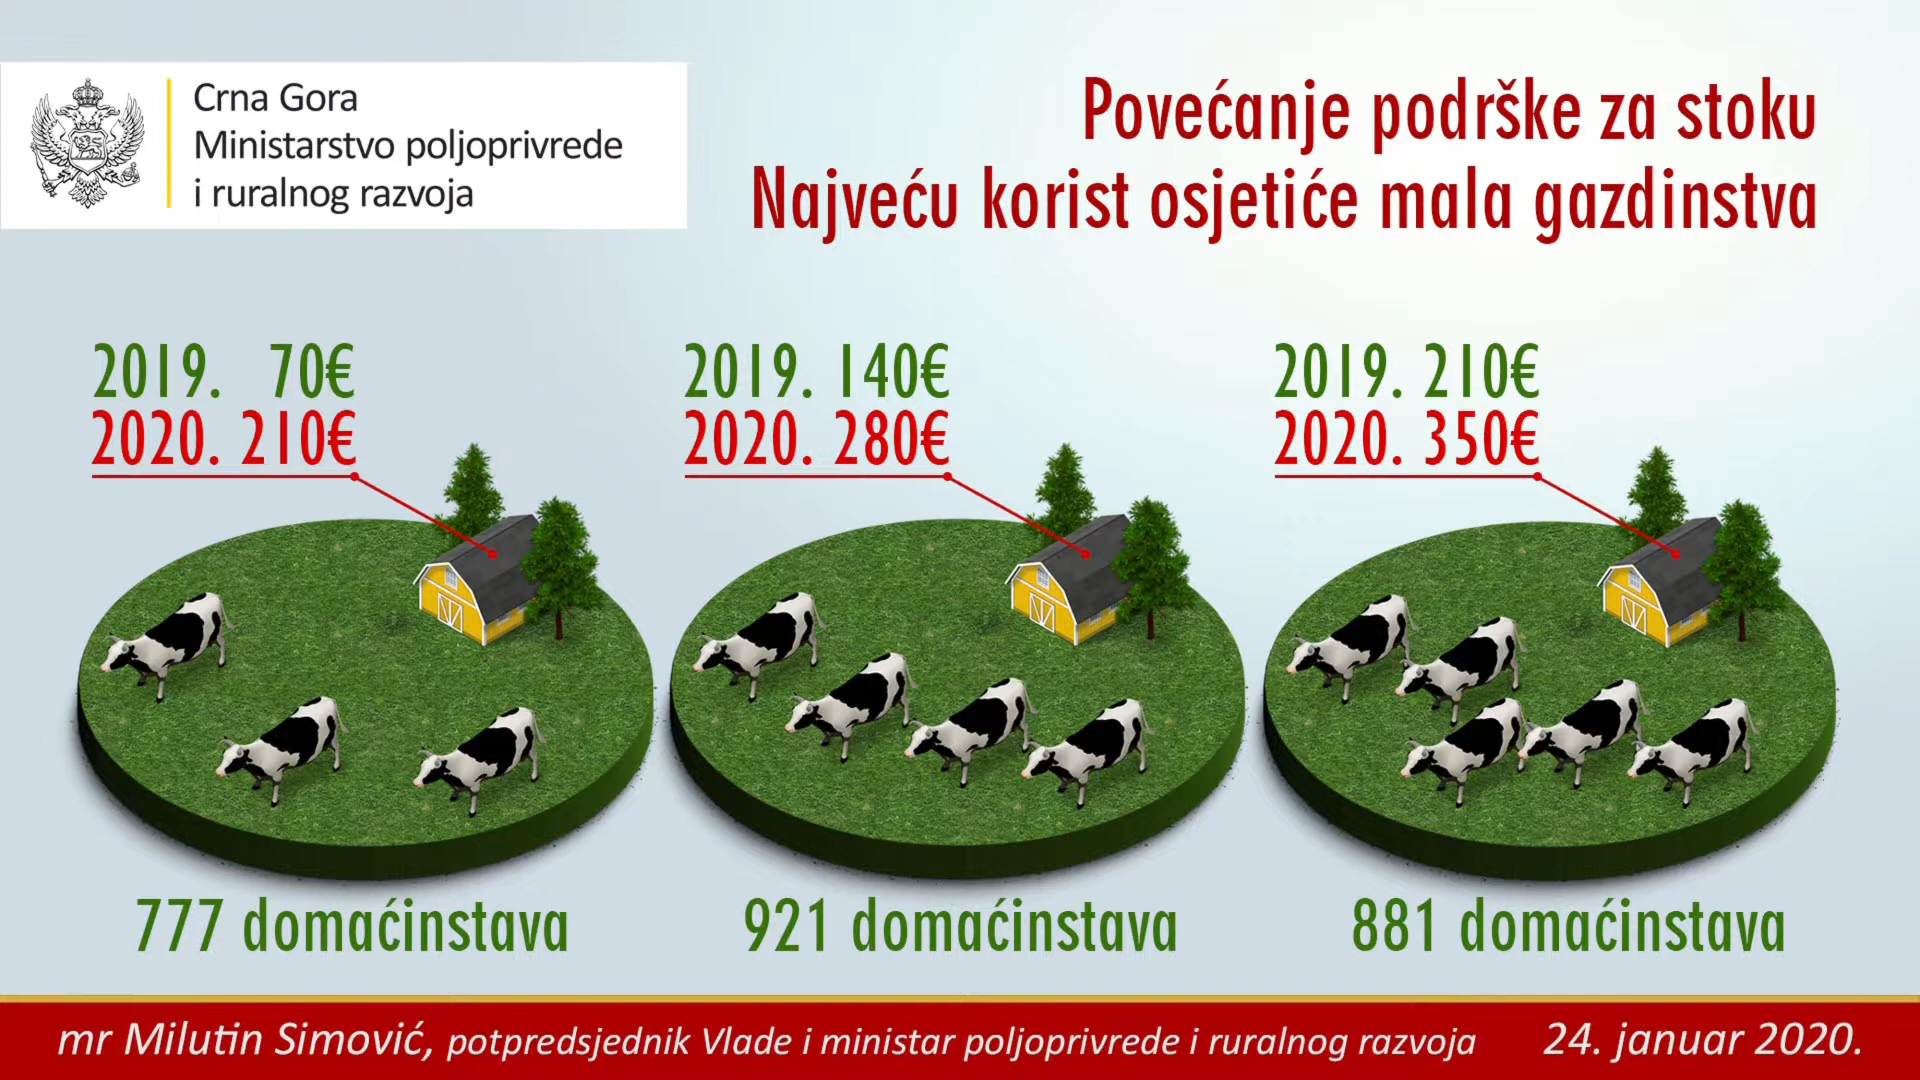 Crna Gora
Ministarstvo poljoprivrede
i ruralnog razvoja
Povećanje podrške za stoku
Najveću korist osjetiće mala gazdinstva
2019. 70€
2020. 210€
2019. 140€
2020. 280€
2019. 210€
2020. 350€
777 domaćinstava
921 domaćinstava
881 domaćinstava
mr Milutin Simović, potpredsjednik Vlade i ministar poljoprivrede i ruralnog razvoja 24. januar 2020.